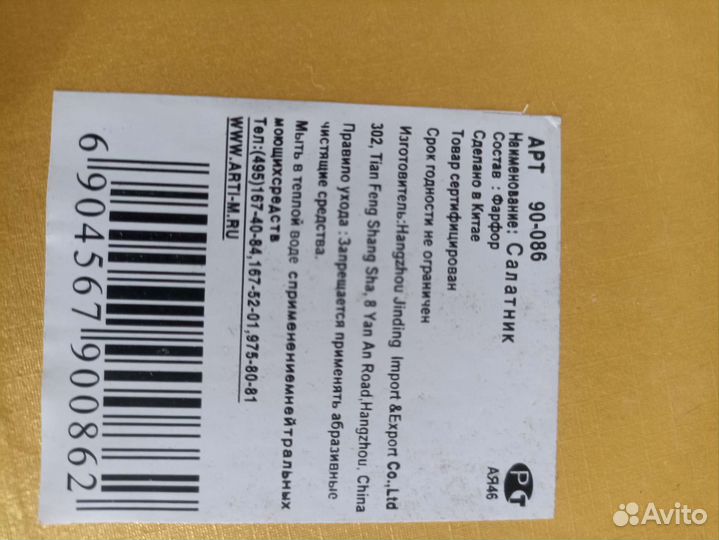 АРТ 90-086
Наименование: Салатник
Состав : Фарфор
Сделано в Китае
Товар сертифицирован
Срок годности не ограничен
Изготовитель:Hangzhou Jinding Import &Export Co.,Ltd
302, Tian Feng Shang Sha, 8 Yan An Road,Hangzhou, China
Правило ухода :Запрещается применять абразивные
чистящие средства.
Мыть в теплой воде сприменениемнейтральных
моющихсредств
Тел:(495)167-40-84,167-52-01,975-80-81
WWW.ARTI-M.RU
6904567900862
РСТ
АЯ46
Avito